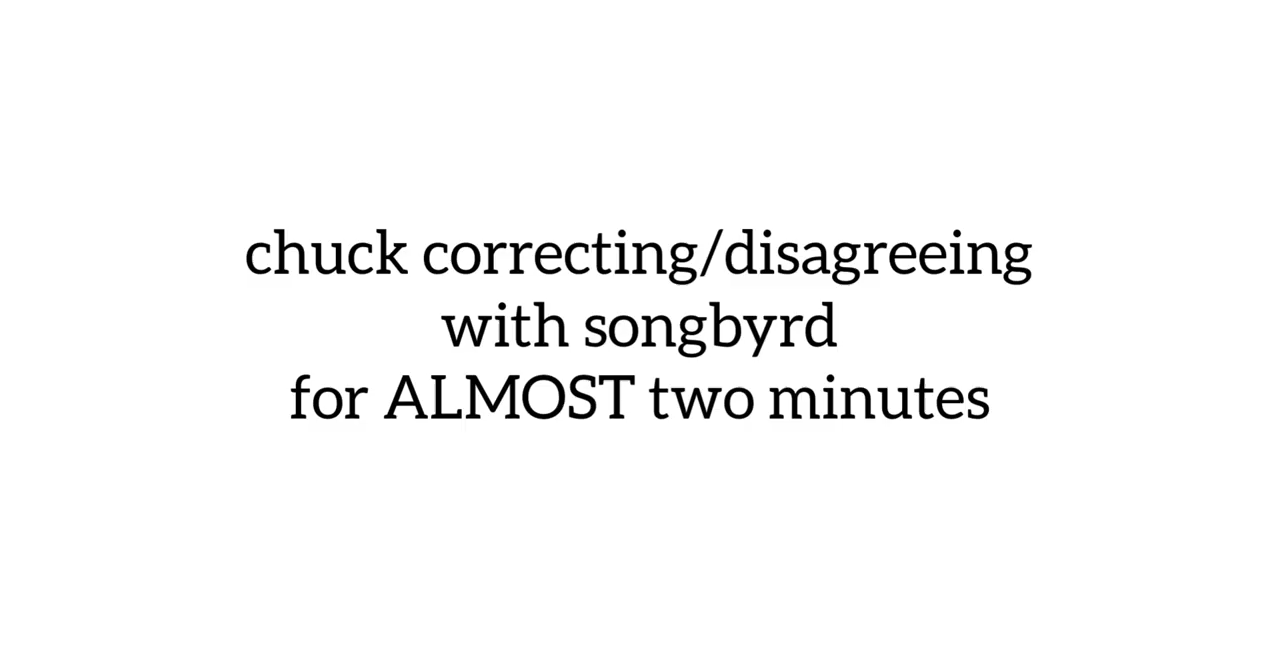 chuck correcting/disagreeing
with songbyrd
for ALMOST two minutes